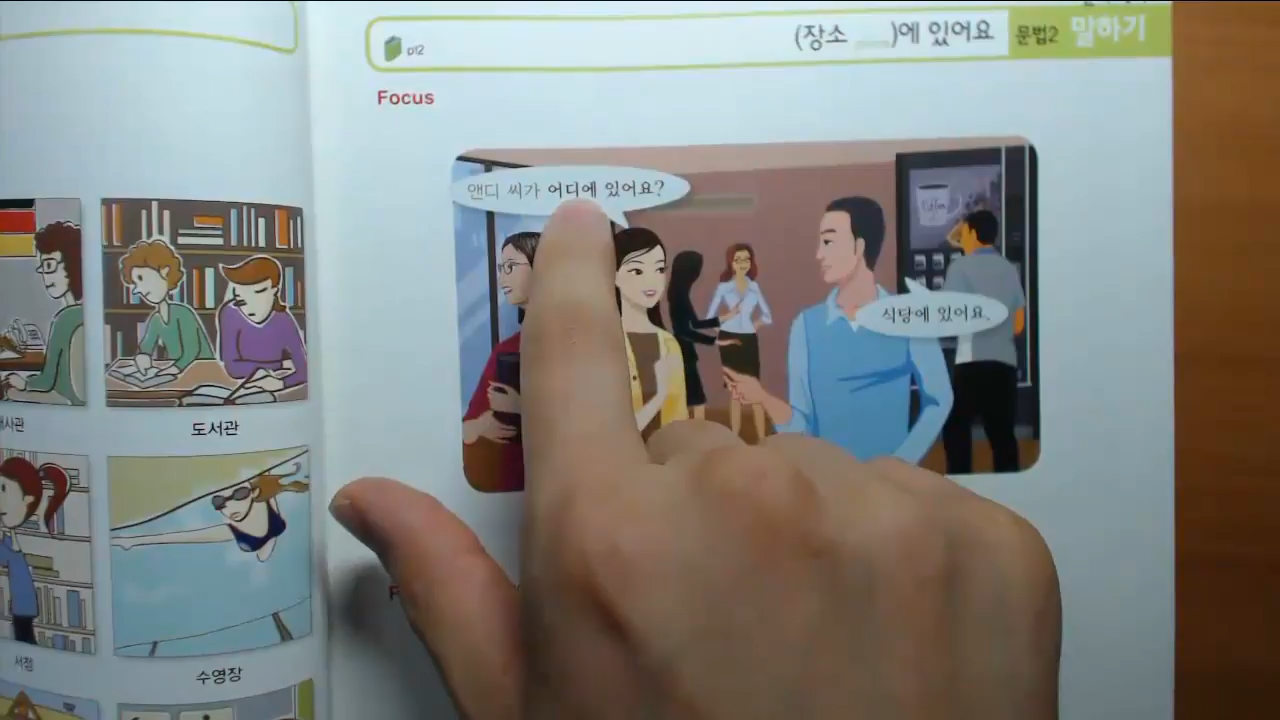 p12
(장소 ___)에 있어요
문법2
말하기
Focus
앤디 씨가 어디에 있어요?
Coffee
식당에 있어요.
도서관
서점
수영장